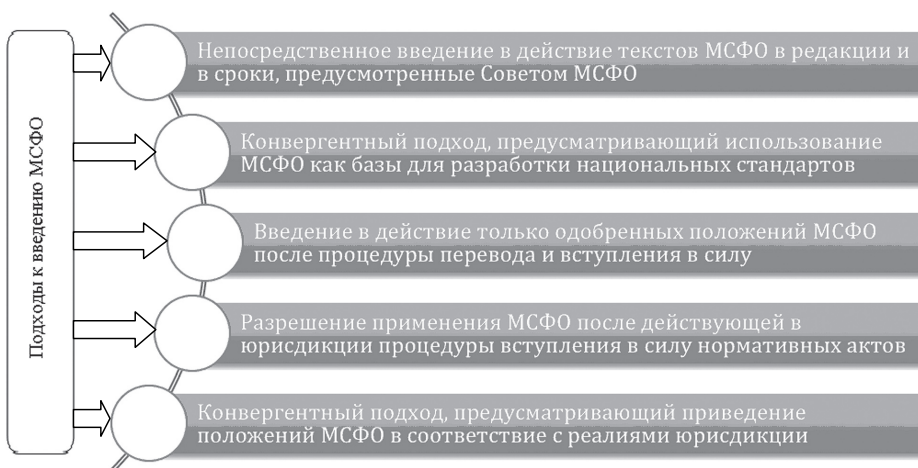 Подходы к введению МСФО
Непосредственное введение в действие текстов МСФО в редакции и
в сроки, предусмотренные Советом МСФО
Конвергентный подход, предусматривающий использование
МСФО как базы для разработки национальных стандартов
Введение в действие только одобренных положений МСФО
после процедуры перевода и вступления в силу
Разрешение применения МСФО после действующей в
юрисдикции процедуры вступления в силу нормативных актов
Конвергентный подход, предусматривающий приведение
положений МСФО в соответствие с реалиями юрисдикции